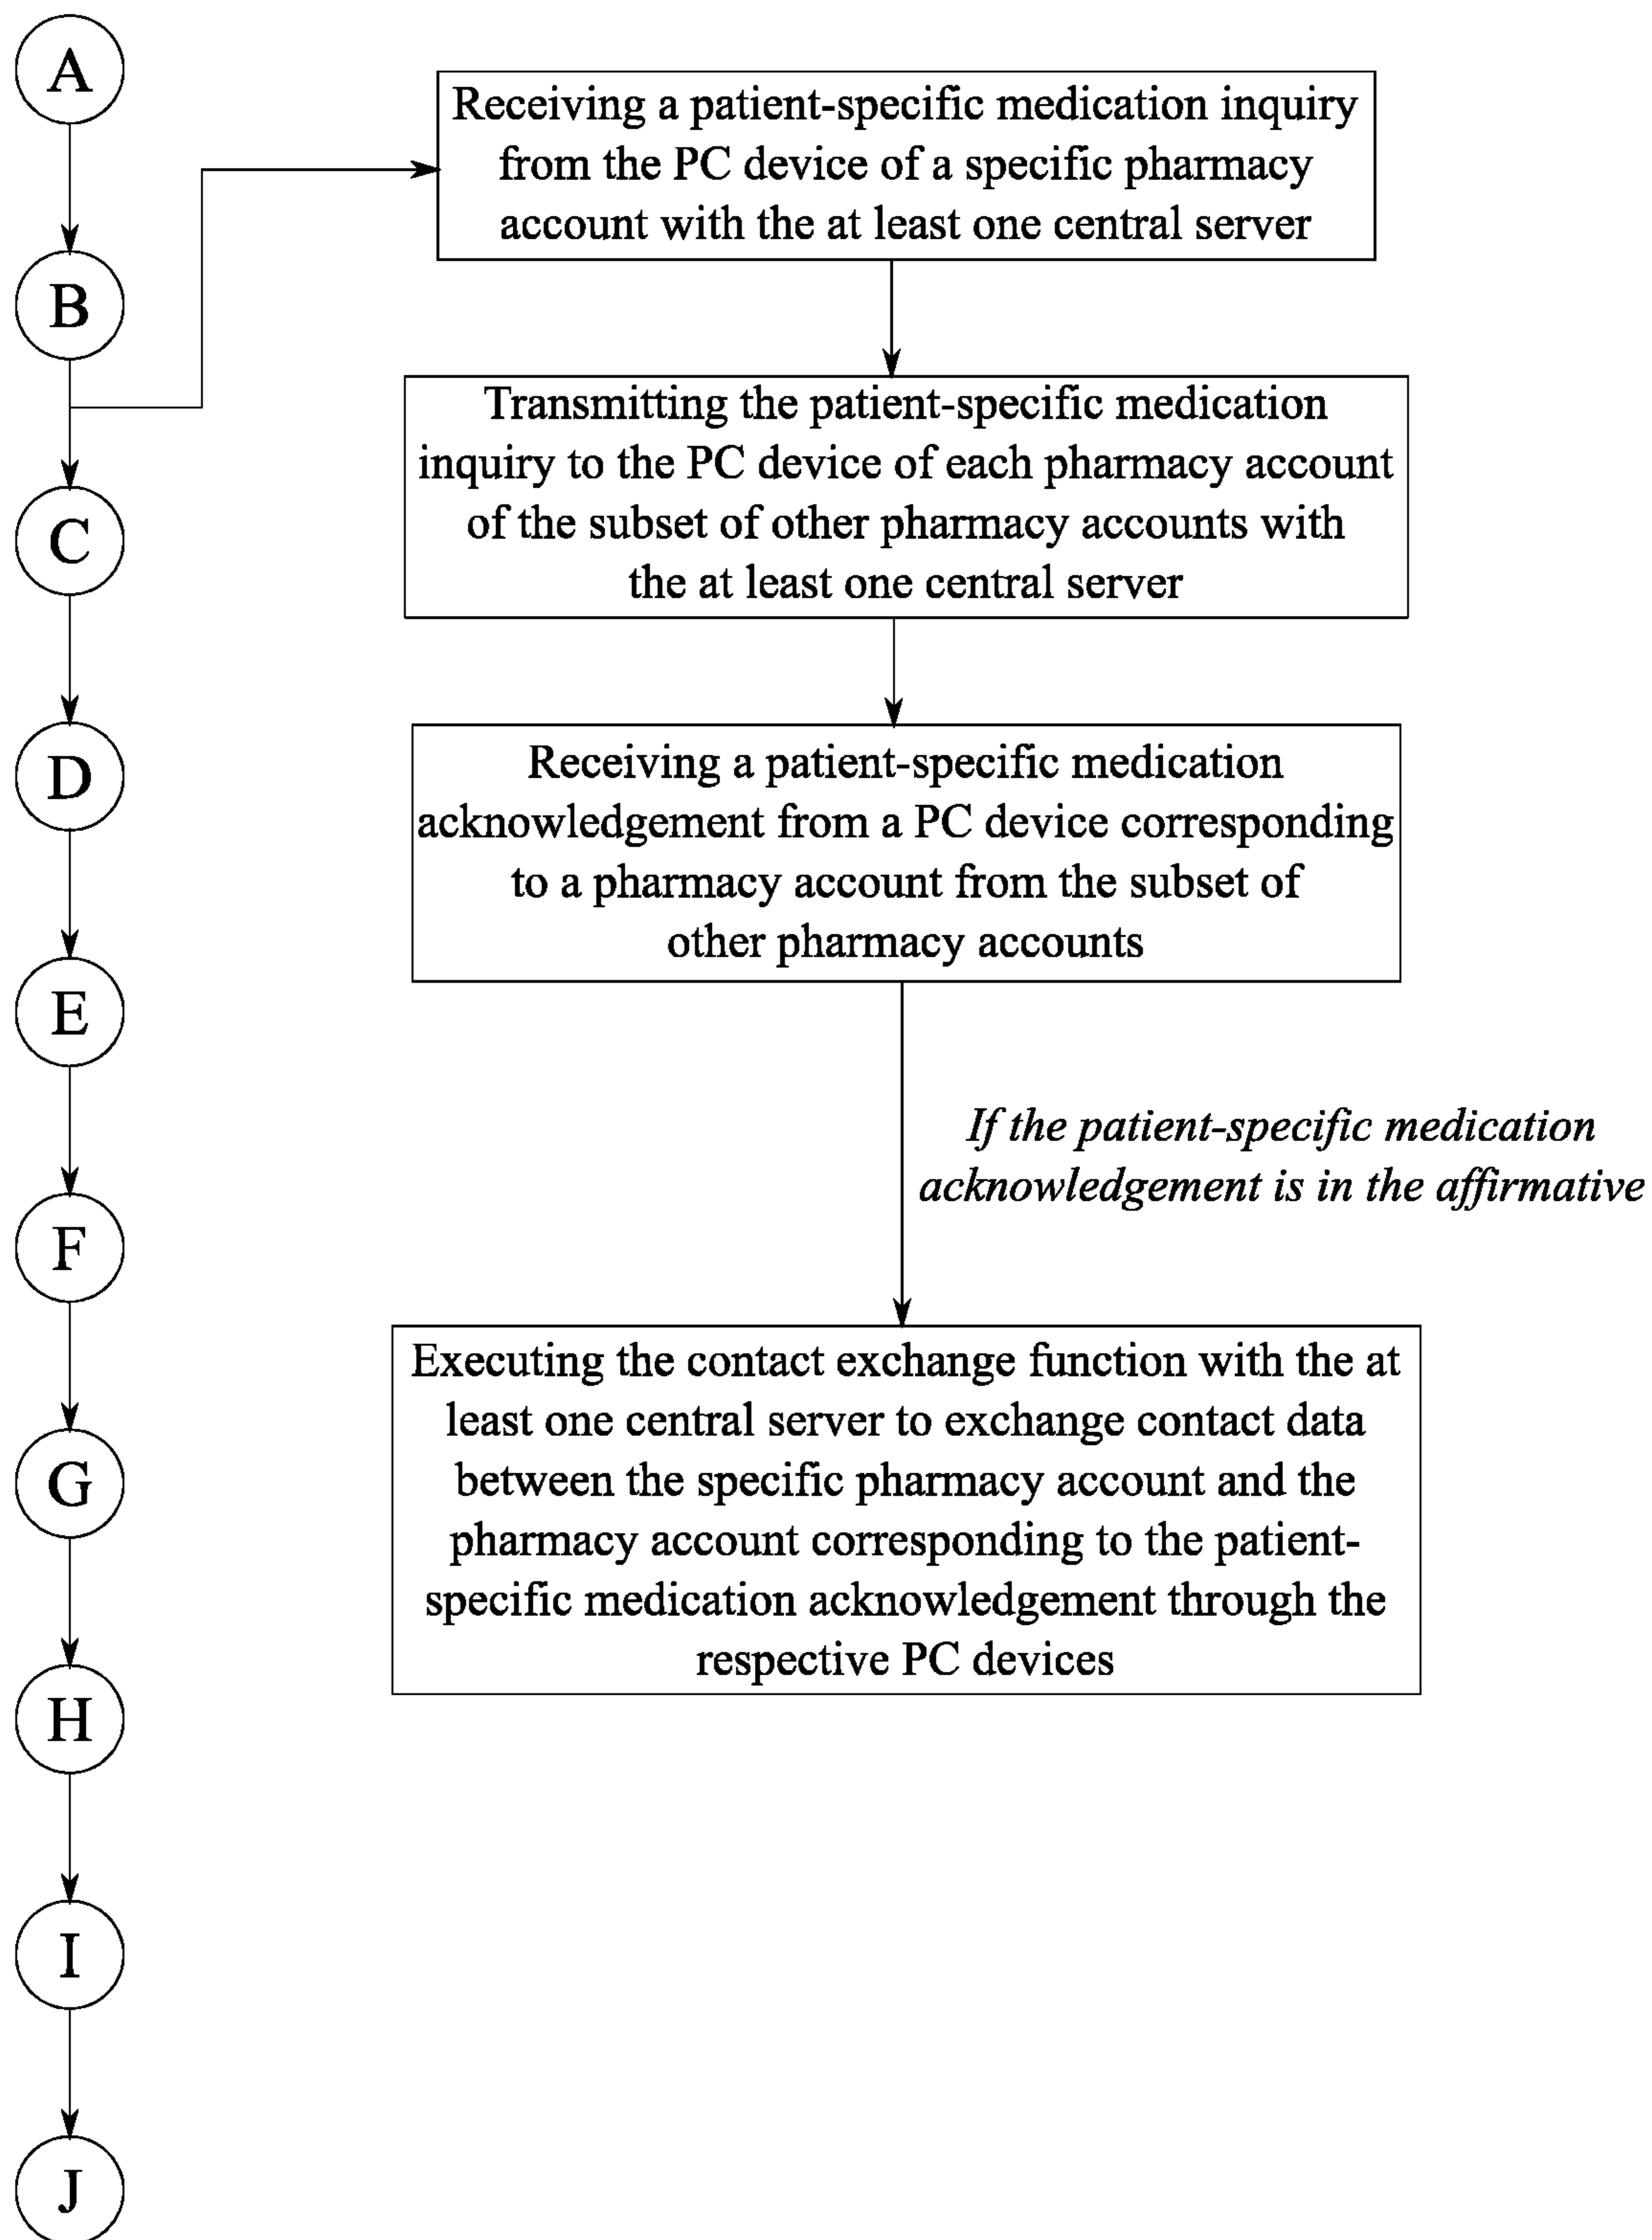 A
B
C
D
E
F
G
H
I
J
Receiving a patient-specific medication inquiry
from the PC device of a specific pharmacy
account with the at least one central server
Transmitting the patient-specific medication
inquiry to the PC device of each pharmacy account
of the subset of other pharmacy accounts with
the at least one central server
Receiving a patient-specific medication
acknowledgement from a PC device corresponding
to a pharmacy account from the subset of
other pharmacy accounts
If the patient-specific medication
acknowledgement is in the affirmative
Executing the contact exchange function with the at
least one central server to exchange contact data
between the specific pharmacy account and the
pharmacy account corresponding to the patient-
specific medication acknowledgement through the
respective PC devices